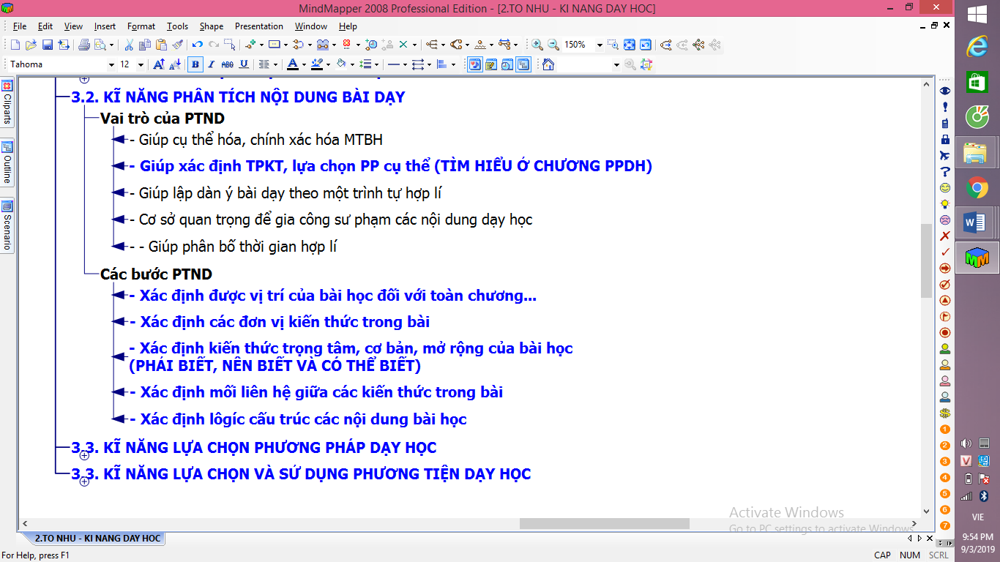 MindMapper 2008 Professional Edition - [2.TO NHU - KI NANG DAY HOC]
File Edit View Insert Format Tools Shape Presentation Window Help
150%
Tahoma 12 B I ABG U A
Cliparts
Outline
Scenario
3.2. KĨ NĂNG PHÂN TÍCH NỘI DUNG BÀI DẠY
Vai trò của PTND
- Giúp cụ thể hóa, chính xác hóa MTBH
- Giúp xác định TPKT, lựa chọn PP cụ thể (TÌM HIỂU Ở CHƯƠNG PPDH)
- Giúp lập dàn ý bài dạy theo một trình tự hợp lí
- Cơ sở quan trọng để gia công sư phạm các nội dung dạy học
- - Giúp phân bố thời gian hợp lí
Các bước PTND
- Xác định được vị trí của bài học đối với toàn chương...
- Xác định các đơn vị kiến thức trong bài
- Xác định kiến thức trọng tâm, cơ bản, mở rộng của bài học
(PHẢI BIẾT, NÊN BIẾT VÀ CÓ THỂ BIẾT)
- Xác định mối liên hệ giữa các kiến thức trong bài
- Xác định lôgíc cấu trúc các nội dung bài học
3.3. KĨ NĂNG LỰA CHỌN PHƯƠNG PHÁP DẠY HỌC
3.3. KĨ NĂNG LỰA CHỌN VÀ SỬ DỤNG PHƯƠNG TIỆN DẠY HỌC
Activate Windows
Go to PC settings to activate Windows.
2.TO NHU - KI NANG DAY HOC
For Help, press F1
CAP NUM SCRL
1
2
3
4
5
6
7
VIE
9:54 PM
9/3/2019